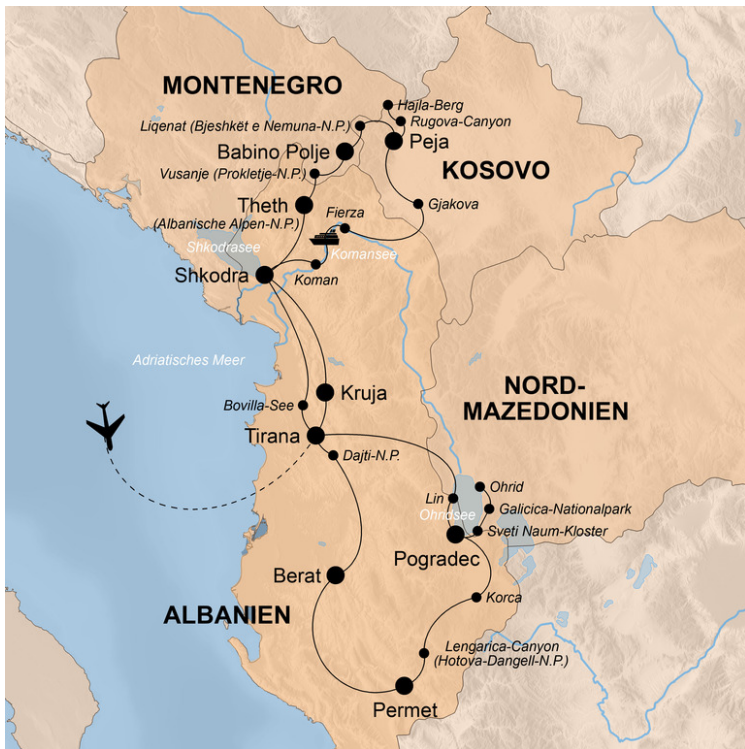 MONTENEGRO
Hajla-Berg
Rugova-Canyon
Liqenat (Bjeshkët e Nemuna-N.P.)
Peja
Babino Polje
KOSOVO
Vusanje (Prokletje-N.P.)
Theth
(Albanische Alpen-N.P.)
Gjakova
Fierza
Shkodrasee
Komansee
Shkodra
Koman
Adriatisches Meer
NORD-
MAZEDONIEN
Kruja
Bovilla-See
Tirana
Dajti-N.P.
Ohrid
Lin
Galicica-Nationalpark
Ohridsee
Sveti Naum-Kloster
Pogradec
Berat
Korca
ALBANIEN
Lengarica-Canyon
(Hotova-Dangell-N.P.)
Permet